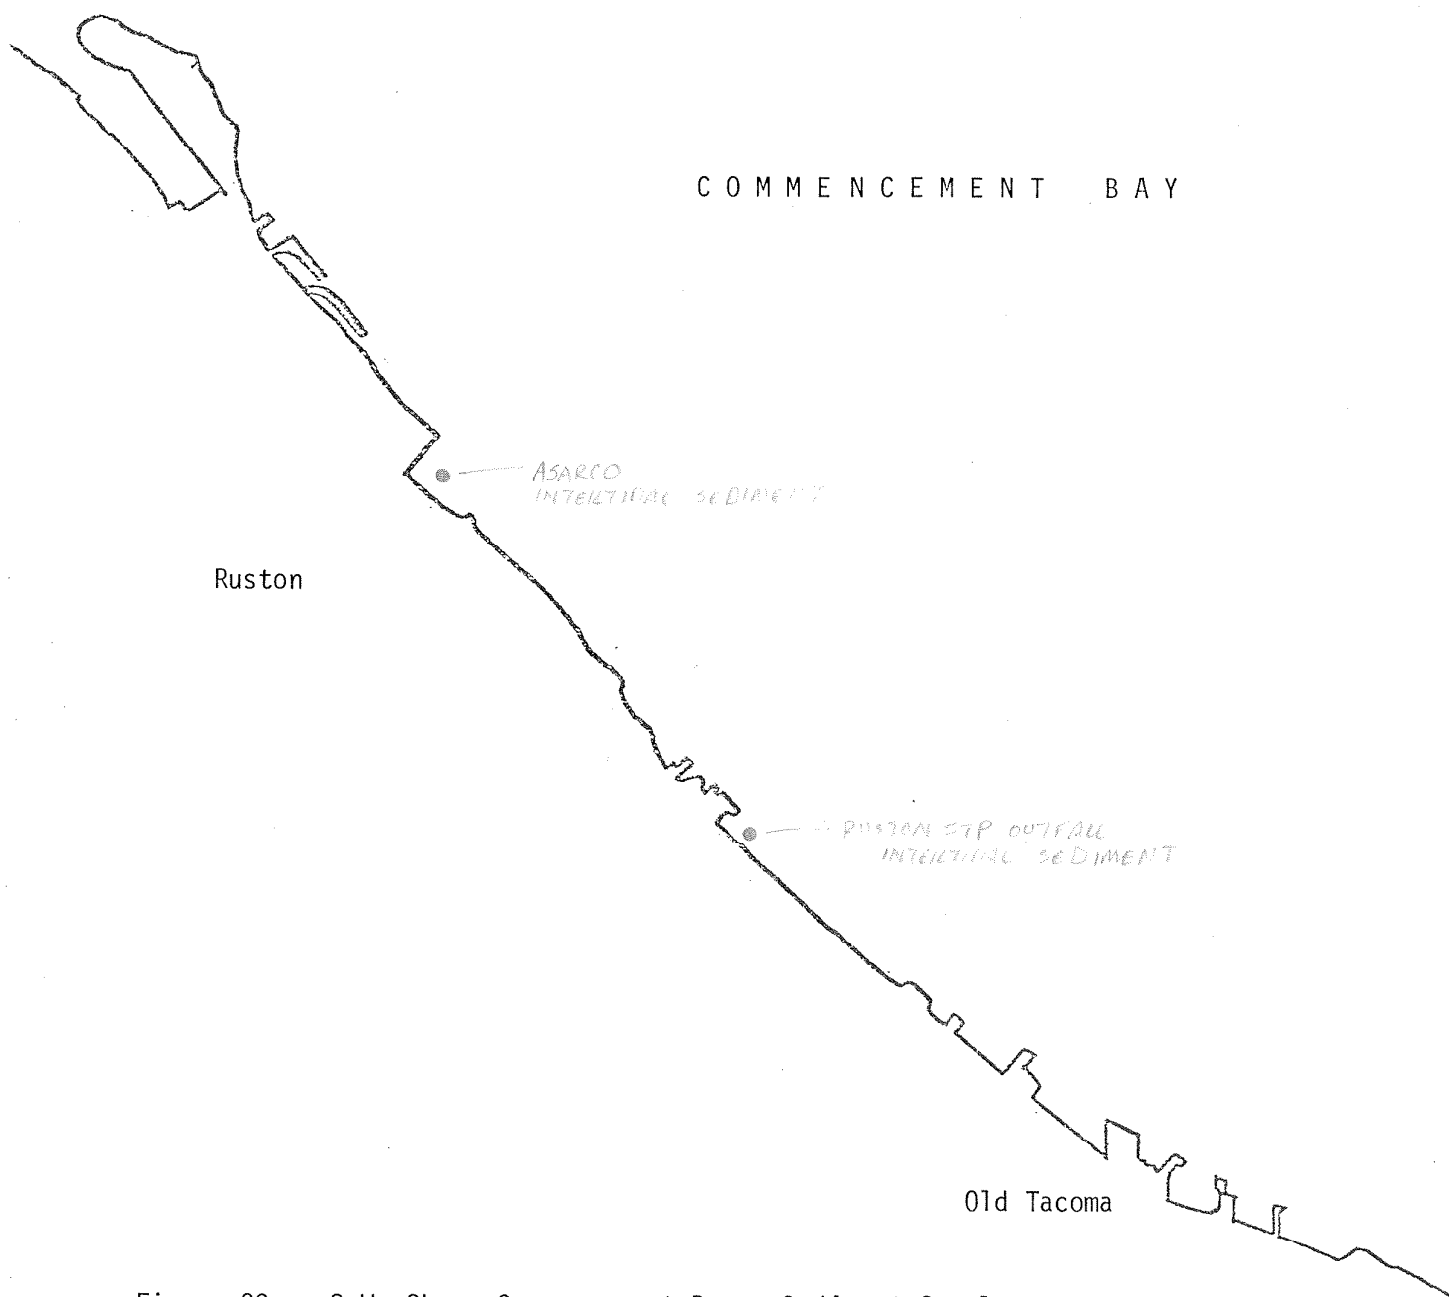 COMMENCEMENT BAY
ASARCO
INTERTIDAL SEDIMENT
Ruston
RUSTON STP OUTFALL
INTERTIDAL SEDIMENT
Old Tacoma